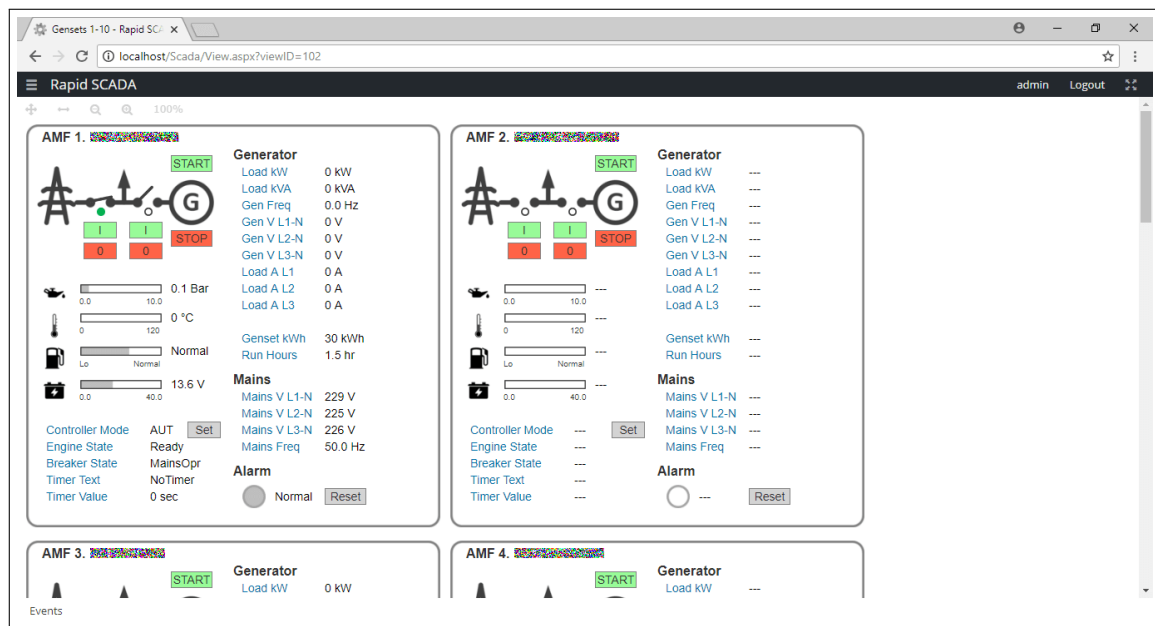 Gensets 1-10 - Rapid SCA
localhost/Scada/View.aspx?viewID=102
Rapid SCADA
admin Logout
100%
AMF 1.
START
G
I I
STOP
0 0
0.1 Bar
0.0 10.0
0 °C
0 120
Normal
Lo Normal
13.6 V
0.0 40.0
Controller Mode AUT Set
Engine State Ready
Breaker State MainsOpr
Timer Text NoTimer
Timer Value 0 sec
Generator
Load kW 0 kW
Load kVA 0 kVA
Gen Freq 0.0 Hz
Gen V L1-N 0 V
Gen V L2-N 0 V
Gen V L3-N 0 V
Load A L1 0 A
Load A L2 0 A
Load A L3 0 A
Genset kWh 30 kWh
Run Hours 1.5 hr
Mains
Mains V L1-N 229 V
Mains V L2-N 225 V
Mains V L3-N 226 V
Mains Freq 50.0 Hz
Alarm
Normal Reset
AMF 2.
START
G
I I
STOP
0 0
---
0.0 10.0
---
0 120
---
Lo Normal
---
0.0 40.0
Controller Mode --- Set
Engine State ---
Breaker State ---
Timer Text ---
Timer Value ---
Generator
Load kW ---
Load kVA ---
Gen Freq ---
Gen V L1-N ---
Gen V L2-N ---
Gen V L3-N ---
Load A L1 ---
Load A L2 ---
Load A L3 ---
Genset kWh ---
Run Hours ---
Mains
Mains V L1-N ---
Mains V L2-N ---
Mains V L3-N ---
Mains Freq ---
Alarm
--- Reset
AMF 3.
START
Generator
Load kW 0 kW
AMF 4.
START
Generator
Load kW ---
Events